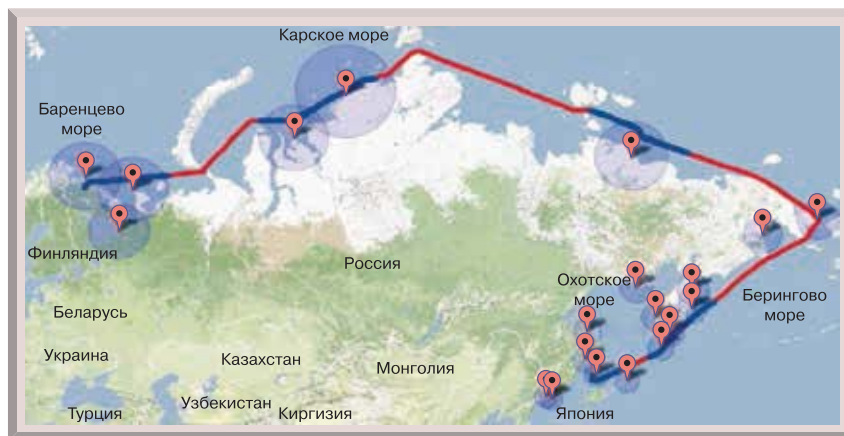 Карское море
Баренцево
море
Финляндия
Россия
Охотское
море
Берингово
море
Беларусь
Украина
Казахстан
Монголия
Турция
Узбекистан
Киргизия
Япония